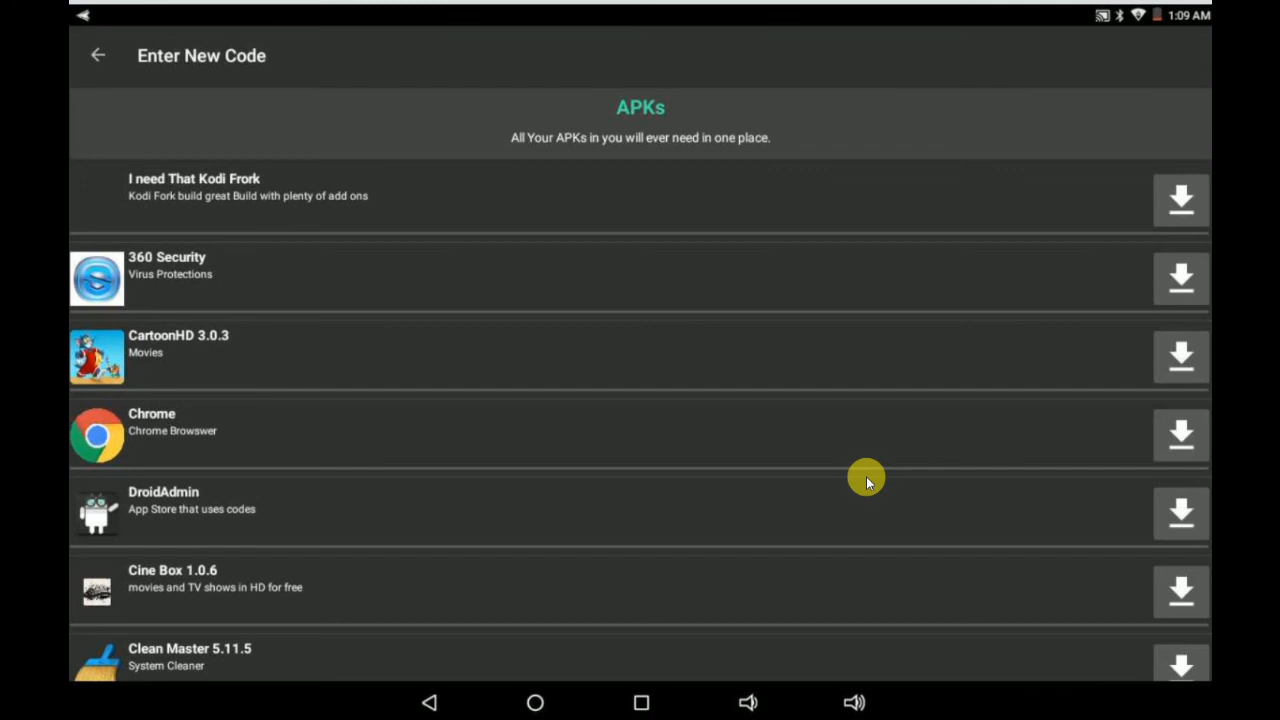 1:09 AM
Enter New Code
APKs
All Your APKs in you will ever need in one place.
I need That Kodi Frork
Kodi Fork build great Build with plenty of add ons
360 Security
Virus Protections
CartoonHD 3.0.3
Movies
Chrome
Chrome Browswer
DroidAdmin
App Store that uses codes
Cine Box 1.0.6
movies and TV shows in HD for free
Clean Master 5.11.5
System Cleaner